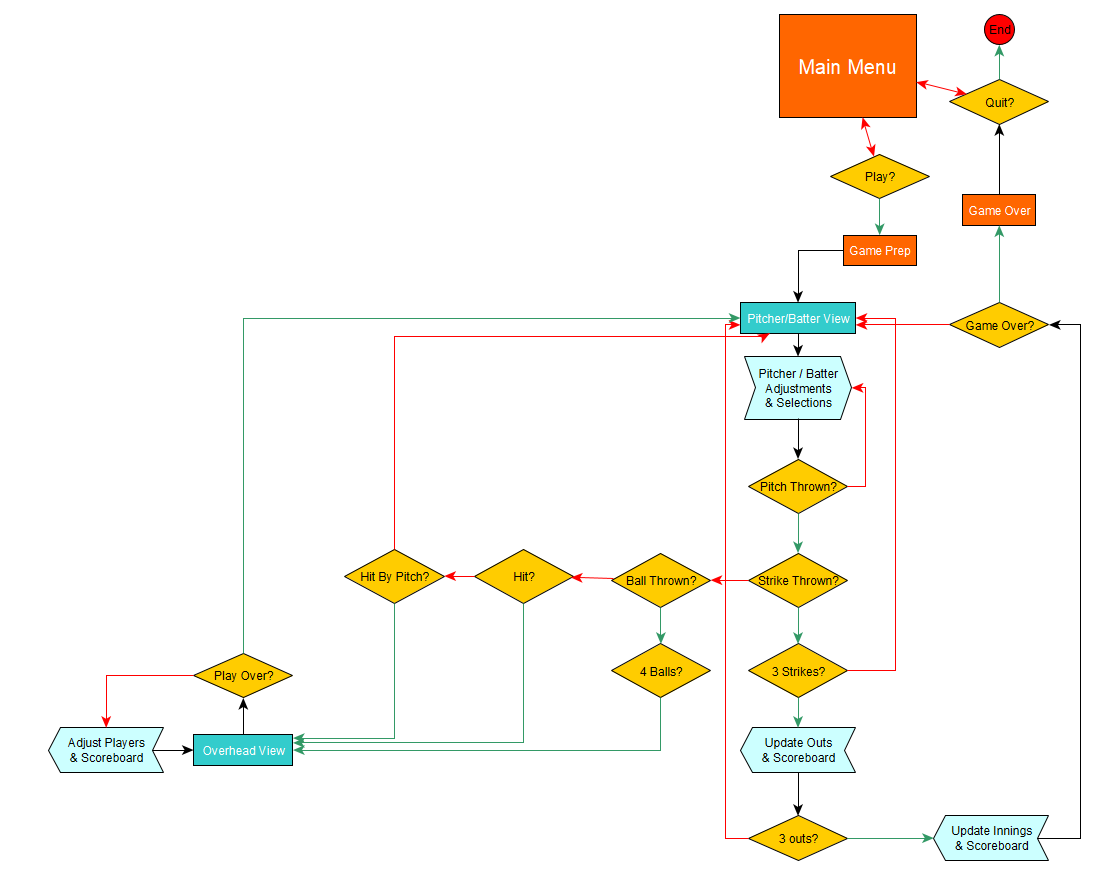 End
Main Menu
Quit?
Play?
Game Over
Game Prep
Pitcher/Batter View
Game Over?
Pitcher / Batter
Adjustments
& Selections
Pitch Thrown?
Hit By Pitch?
Hit?
Ball Thrown?
Strike Thrown?
4 Balls?
3 Strikes?
Play Over?
Adjust Players
& Scoreboard
Overhead View
Update Outs
& Scoreboard
3 outs?
Update Innings
& Scoreboard